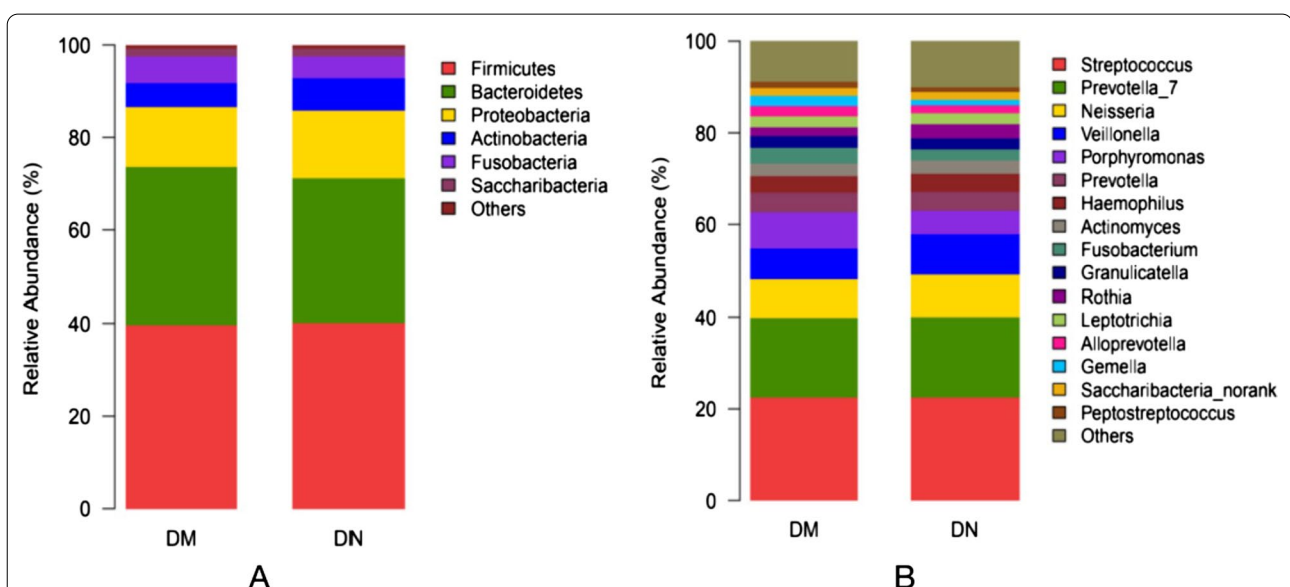 Relative Abundance (%)
100
80
60
40
20
0
DM
DN
Firmicutes
Bacteroidetes
Proteobacteria
Actinobacteria
Fusobacteria
Saccharibacteria
Others
A
Relative Abundance (%)
100
80
60
40
20
0
DM
DN
Streptococcus
Prevotella_7
Neisseria
Veillonella
Porphyromonas
Prevotella
Haemophilus
Actinomyces
Fusobacterium
Granulicatella
Rothia
Leptotrichia
Alloprevotella
Gemella
Saccharibacteria_norank
Peptostreptococcus
Others
B